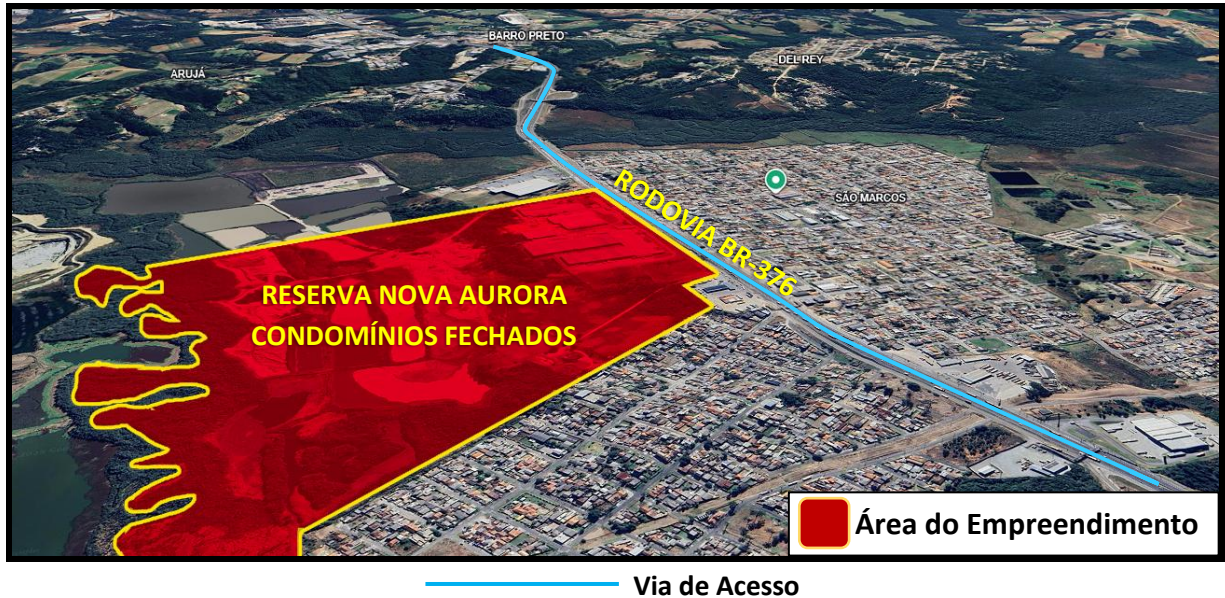 BARRO PRETO
DEL REY
ARUJÁ
RODOVIA BR-376
SÃO MARCOS
RESERVA NOVA AURORA
CONDOMÍNIOS FECHADOS
Área do Empreendimento
Via de Acesso